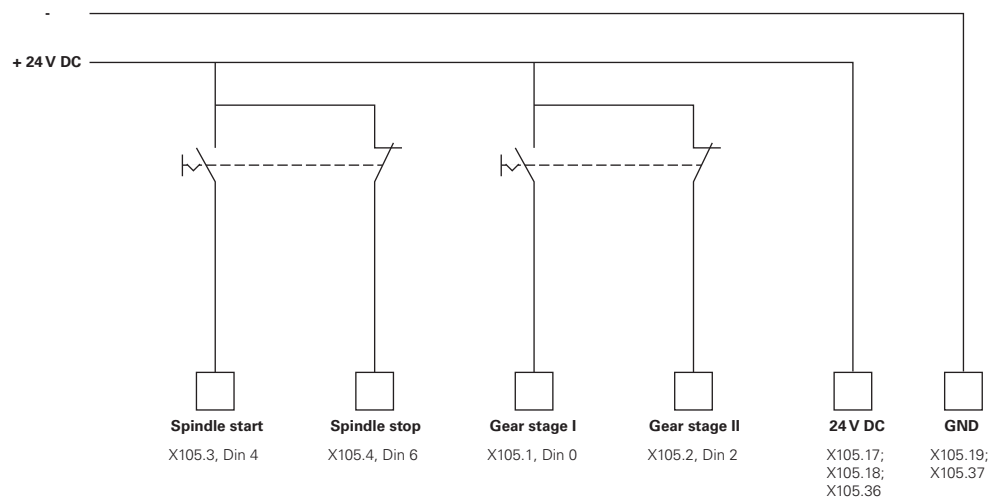 -
+ 24 V DC
Spindle start
X105.3, Din 4
Spindle stop
X105.4, Din 6
Gear stage I
X105.1, Din 0
Gear stage II
X105.2, Din 2
24 V DC
X105.17;
X105.18;
X105.36
GND
X105.19;
X105.37